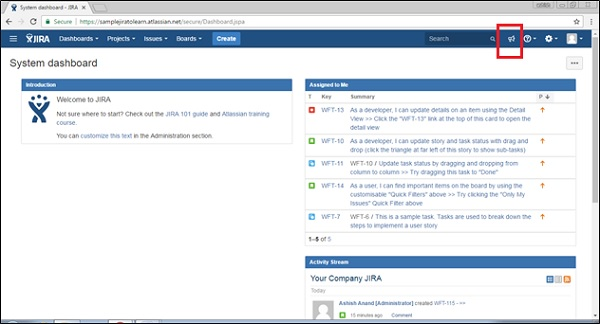 System dashboard - JIRA
Secure | https://samplejiratolearn.atlassian.net/secure/Dashboard.jspa
JIRA Dashboards Projects Issues Boards Create Search
System dashboard
Introduction
Welcome to JIRA
Not sure where to start? Check out the JIRA 101 guide and Atlassian training
course.
You can customize this text in the Administration section.
Assigned to Me
T Key Summary P
WFT-13 As a developer, I can update details on an item using the Detail
View >> Click the "WFT-13" link at the top of this card to open the
detail view
WFT-10 As a developer, I can update story and task status with drag and
drop (click the triangle at far left of this story to show sub-tasks)
WFT-11 WFT-10 / Update task status by dragging and dropping from
column to column >> Try dragging this task to "Done"
WFT-14 As a user, I can find important items on the board by using the
customisable "Quick Filters" above >> Try clicking the "Only My
Issues" Quick Filter above
WFT-7 WFT-6 / This is a sample task. Tasks are used to break down
the steps to implement a user story
1–5 of 5
Activity Stream
Your Company JIRA
Today
Ashish Anand [Administrator] created WFT-115 - >>
15 minutes ago Comment